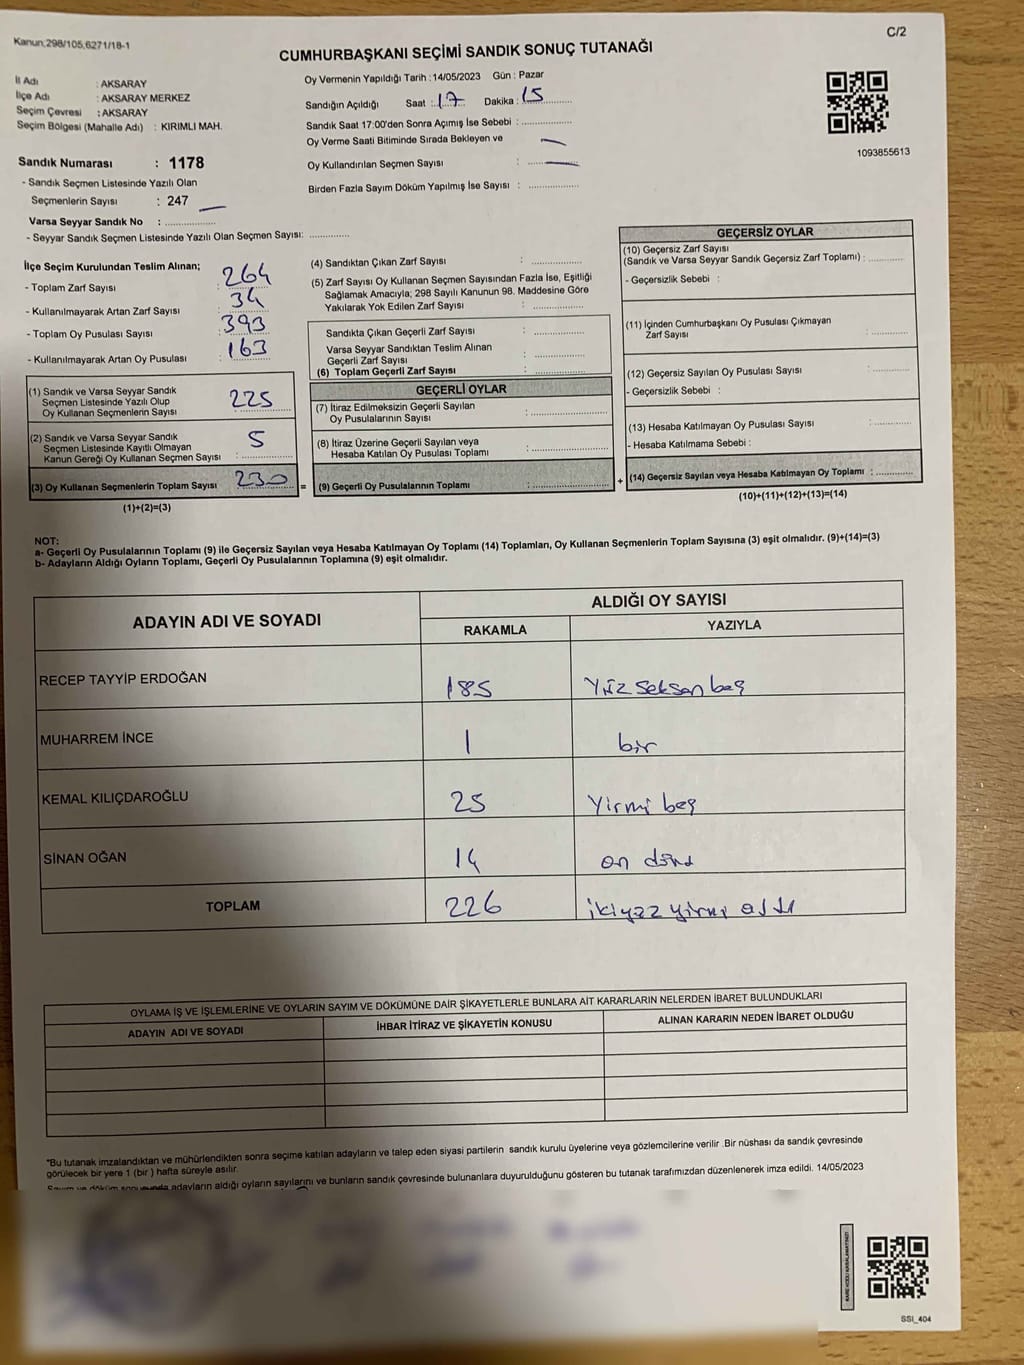 Kanun;298/105,6271/18-1
C/2
CUMHURBAŞKANI SEÇİMİ SANDIK SONUÇ TUTANAĞI
İl Adı : AKSARAY
İlçe Adı : AKSARAY MERKEZ
Seçim Çevresi : AKSARAY
Seçim Bölgesi (Mahalle Adı) : KIRIMLI MAH.
Oy Vermenin Yapıldığı Tarih : 14/05/2023 Gün : Pazar
Sandığın Açıldığı Saat : 17 Dakika : 15
Sandık Saat 17:00'den Sonra Açımış İse Sebebi :
Oy Verme Saati Bitiminde Sırada Bekleyen ve
Oy Kullandırılan Seçmen Sayısı :
Birden Fazla Sayım Döküm Yapılmış İse Sayısı :
1093855613
Sandık Numarası : 1178
- Sandık Seçmen Listesinde Yazılı Olan
Seçmenlerin Sayısı : 247
Varsa Seyyar Sandık No :
- Seyyar Sandık Seçmen Listesinde Yazılı Olan Seçmen Sayısı:
İlçe Seçim Kurulundan Teslim Alınan;
- Toplam Zarf Sayısı : 264
- Kullanılmayarak Artan Zarf Sayısı : 34
- Toplam Oy Pusulası Sayısı : 393
- Kullanılmayarak Artan Oy Pusulası : 163
(1) Sandık ve Varsa Seyyar Sandık
Seçmen Listesinde Yazılı Olup
Oy Kullanan Seçmenlerin Sayısı : 225
(2) Sandık ve Varsa Seyyar Sandık
Seçmen Listesinde Kayıtlı Olmayan
Kanun Gereği Oy Kullanan Seçmen Sayısı : 5
(3) Oy Kullanan Seçmenlerin Toplam Sayısı 230
(1)+(2)=(3)
=
(4) Sandıktan Çıkan Zarf Sayısı :
(5) Zarf Sayısı Oy Kullanan Seçmen Sayısından Fazla İse, Eşitliği
Sağlamak Amacıyla; 298 Sayılı Kanunun 98. Maddesine Göre
Yakılarak Yok Edilen Zarf Sayısı :
Sandıkta Çıkan Geçerli Zarf Sayısı :
Varsa Seyyar Sandıktan Teslim Alınan
Geçerli Zarf Sayısı :
(6) Toplam Geçerli Zarf Sayısı :
GEÇERLİ OYLAR
(7) İtiraz Edilmeksizin Geçerli Sayılan
Oy Pusulalarının Sayısı :
(8) İtiraz Üzerine Geçerli Sayılan veya
Hesaba Katılan Oy Pusulası Toplamı :
(9) Geçerli Oy Pusulalarının Toplamı :
+
GEÇERSİZ OYLAR
(10) Geçersiz Zarf Sayısı
(Sandık ve Varsa Seyyar Sandık Geçersiz Zarf Toplamı) :
- Geçersizlik Sebebi :
(11) İçinden Cumhurbaşkanı Oy Pusulası Çıkmayan
Zarf Sayısı :
(12) Geçersiz Sayılan Oy Pusulası Sayısı :
- Geçersizlik Sebebi :
(13) Hesaba Katılmayan Oy Pusulası Sayısı :
- Hesaba Katılmama Sebebi :
(14) Geçersiz Sayılan veya Hesaba Katılmayan Oy Toplamı :
(10)+(11)+(12)+(13)=(14)
NOT:
a- Geçerli Oy Pusulalarının Toplamı (9) ile Geçersiz Sayılan veya Hesaba Katılmayan Oy Toplamı (14) Toplamları, Oy Kullanan Seçmenlerin Toplam Sayısına (3) eşit olmalıdır. (9)+(14)=(3)
b- Adayların Aldığı Oyların Toplamı, Geçerli Oy Pusulalarının Toplamına (9) eşit olmalıdır.
ADAYIN ADI VE SOYADI
ALDIĞI OY SAYISI
RAKAMLA YAZIYLA
RECEP TAYYİP ERDOĞAN 185 Yüz seksen beş
MUHARREM İNCE 1 bir
KEMAL KILIÇDAROĞLU 25 Yirmi beş
SİNAN OĞAN 14 on dört
TOPLAM 226 ikiyüz yirmi altı
OYLAMA İŞ VE İŞLEMLERİNE VE OYLARIN SAYIM VE DÖKÜMÜNE DAİR ŞİKAYETLERLE BUNLARA AİT KARARLARIN NELERDEN İBARET BULUNDUKLARI
ADAYIN ADI VE SOYADI İHBAR İTİRAZ VE ŞİKAYETİN KONUSU ALINAN KARARIN NEDEN İBARET OLDUĞU
"Bu tutanak imzalandıktan ve mühürlendikten sonra seçime katılan adayların ve talep eden siyasi partilerin sandık kurulu üyelerine veya gözlemcilerine verilir .Bir nüshası da sandık çevresinde
görülecek bir yere 1 (bir ) hafta süreyle asılır.
Sayım ve döküm sonucunda adayların aldığı oyların sayılarını ve bunların sandık çevresinde bulunanlara duyurulduğunu gösteren bu tutanak tarafımızdan düzenlenerek imza edildi. 14/05/2023
SSI_404